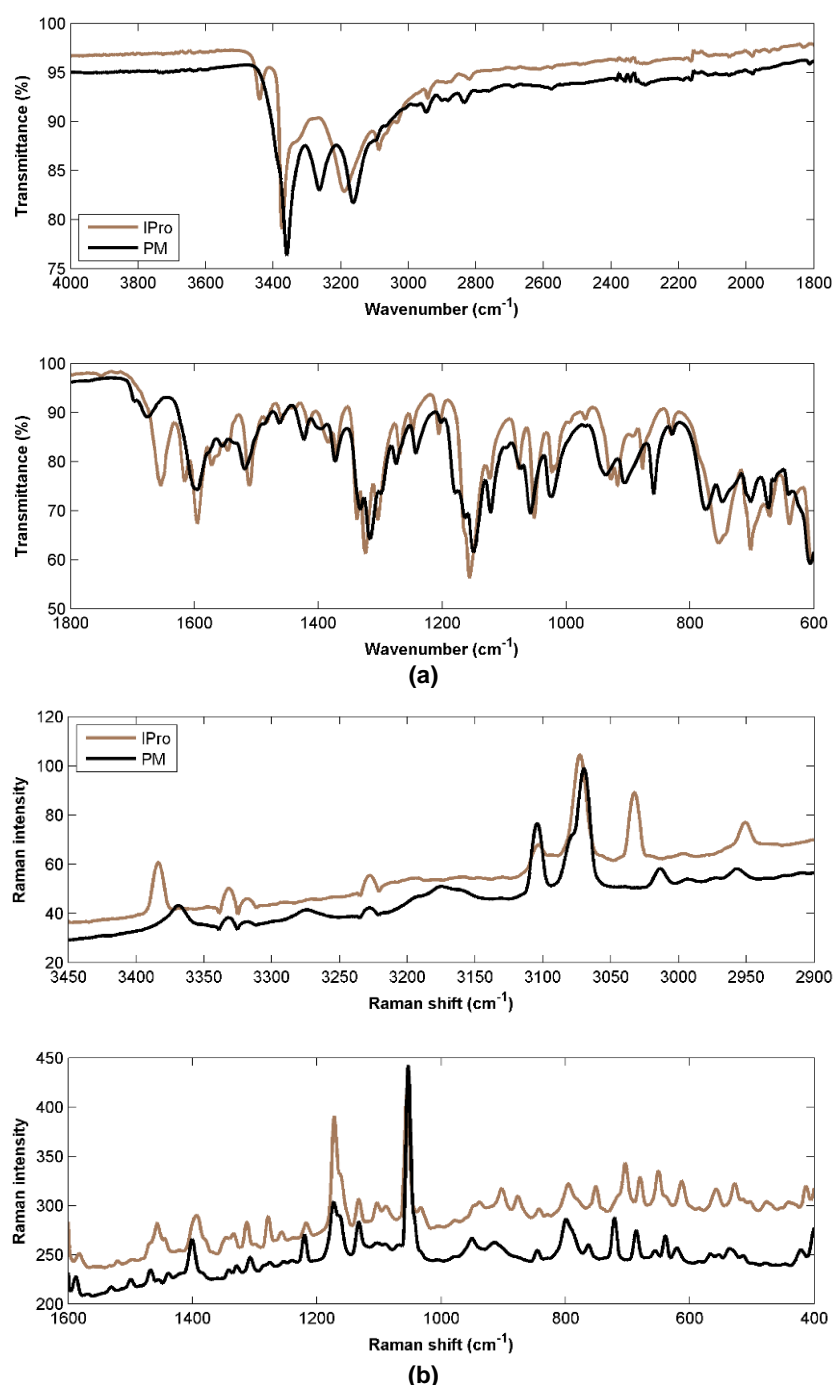 100
95
90
85
80
75
Transmittance (%)
IPro
PM
4000 3800 3600 3400 3200 3000 2800 2600 2400 2200 2000 1800
Wavenumber (cm-1)
100
90
80
70
60
50
Transmittance (%)
1800 1600 1400 1200 1000 800 600
Wavenumber (cm-1)
(a)
120
100
80
60
40
20
Raman intensity
IPro
PM
3450 3400 3350 3300 3250 3200 3150 3100 3050 3000 2950 2900
Raman shift (cm-1)
450
400
350
300
250
200
Raman intensity
1600 1400 1200 1000 800 600 400
Raman shift (cm-1)
(b)